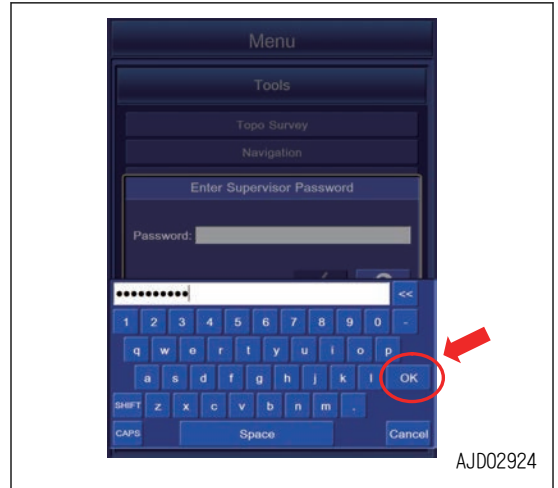 Menu
Tools
Topo Survey
Navigation
Enter Supervisor Password
Password:
••••••••••
<<
1 2 3 4 5 6 7 8 9 0 -
q w e r t y u i o p
a s d f g h j k l OK
SHIFT z x c v b n m .
CAPS Space Cancel
AJD02924